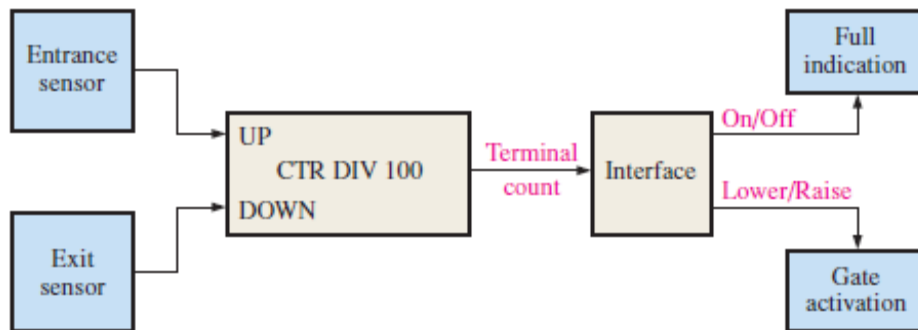 Entrance
sensor
UP
CTR DIV 100
DOWN
Exit
sensor
Terminal
count
Interface
On/Off
Lower/Raise
Full
indication
Gate
activation